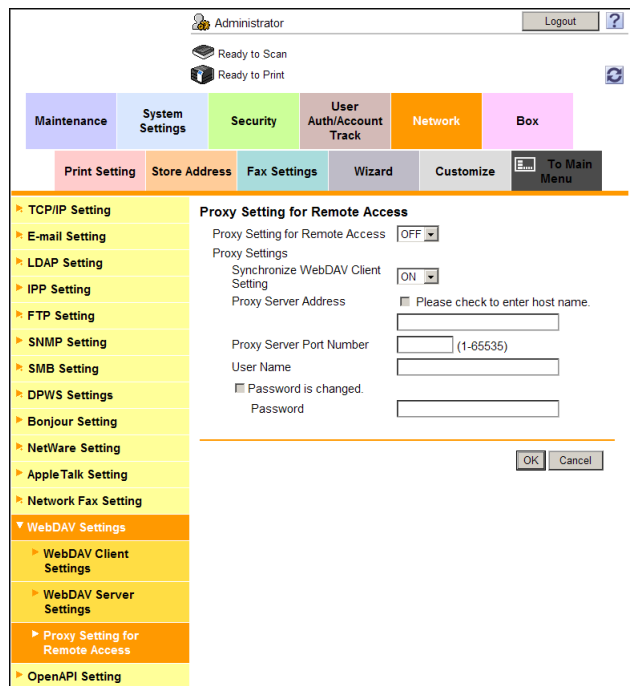 Administrator
Logout
?
Ready to Scan
Ready to Print
Maintenance
System
Settings
Security
User
Auth/Account
Track
Network
Box
Print Setting
Store Address
Fax Settings
Wizard
Customize
To Main
Menu
TCP/IP Setting
E-mail Setting
LDAP Setting
IPP Setting
FTP Setting
SNMP Setting
SMB Setting
DPWS Settings
Bonjour Setting
NetWare Setting
AppleTalk Setting
Network Fax Setting
WebDAV Settings
WebDAV Client
Settings
WebDAV Server
Settings
Proxy Setting for
Remote Access
OpenAPI Setting
Proxy Setting for Remote Access
Proxy Setting for Remote Access OFF
Proxy Settings
Synchronize WebDAV Client
Setting
ON
Proxy Server Address
Please check to enter host name.
Proxy Server Port Number (1-65535)
User Name
Password is changed.
Password
OK Cancel